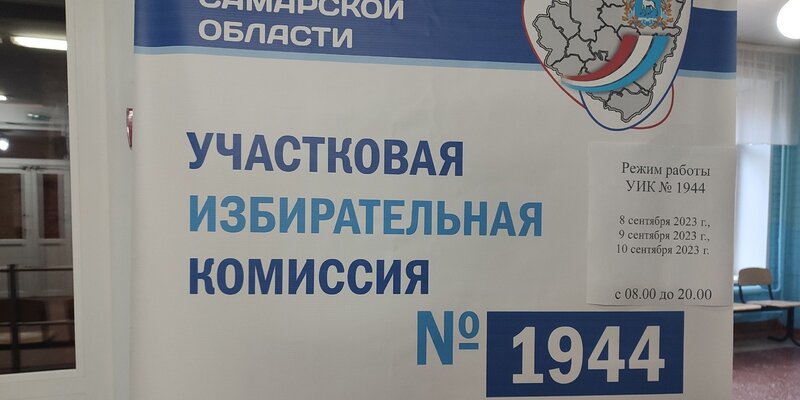 САМАРСКОЙ
ОБЛАСТИ
УЧАСТКОВАЯ
ИЗБИРАТЕЛЬНАЯ
КОМИССИЯ
№ 1944
Режим работы
УИК № 1944
8 сентября 2023 г.,
9 сентября 2023 г.,
10 сентября 2023 г.
с 08.00 до 20.00